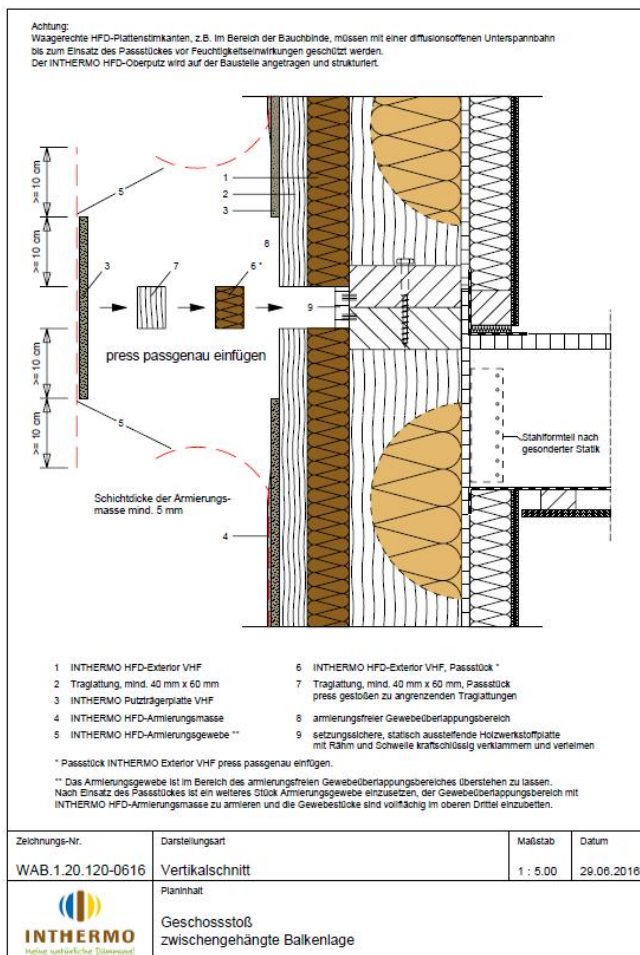 Achtung:
Waagerechte HFD-Plattenstirnkanten, z.B. im Bereich der Bauchbinde, müssen mit einer diffusionsoffenen Unterspannbahn
bis zum Einsatz des Passstückes vor Feuchtigkeitseinwirkungen geschützt werden.
Der INTHERMO HFD-Oberputz wird auf der Baustelle angetragen und strukturiert.
>= 10 cm
5
1
2
3
8
>= 10 cm
3
7
6 *
9
press passgenau einfügen
>= 10 cm
>= 10 cm
5
Stahlformteil nach
gesonderter Statik
Schichtdicke der Armierungs-
masse mind. 5 mm
4
1 INTHERMO HFD-Exterior VHF
2 Traglattung, mind. 40 mm x 60 mm
3 INTHERMO Putzträgerplatte VHF
4 INTHERMO HFD-Armierungsmasse
5 INTHERMO HFD-Armierungsgewebe **
6 INTHERMO HFD-Exterior VHF, Passstück *
7 Traglattung, mind. 40 mm x 60 mm, Passstück
press gestoßen zu angrenzenden Traglattungen
8 armierungsfreier Gewebeüberlappungsbereich
9 setzungssichere, statisch aussteifende Holzwerkstoffplatte
mit Rähm und Schwelle kraftschlüssig verklammern und verleimen
* Passstück INTHERMO Exterior VHF press passgenau einfügen.
** Das Armierungsgewebe ist im Bereich des armierungsfreien Gewebeüberlappungsbereiches überstehen zu lassen.
Nach Einsatz des Passstückes ist ein weiteres Stück Armierungsgewebe einzusetzen, der Gewebeüberlappungsbereich mit
INTHERMO HFD-Armierungsmasse zu armieren und die Gewebestücke sind vollflächig im oberen Drittel einzubetten.
Zeichnungs-Nr.
WAB.1.20.120-0616
Darstellungsart
Vertikalschnitt
Maßstab
1 : 5.00
Datum
29.06.2016
INTHERMO
Meine natürliche Dämmung!
Planinhalt
Geschossstoß
zwischengehängte Balkenlage